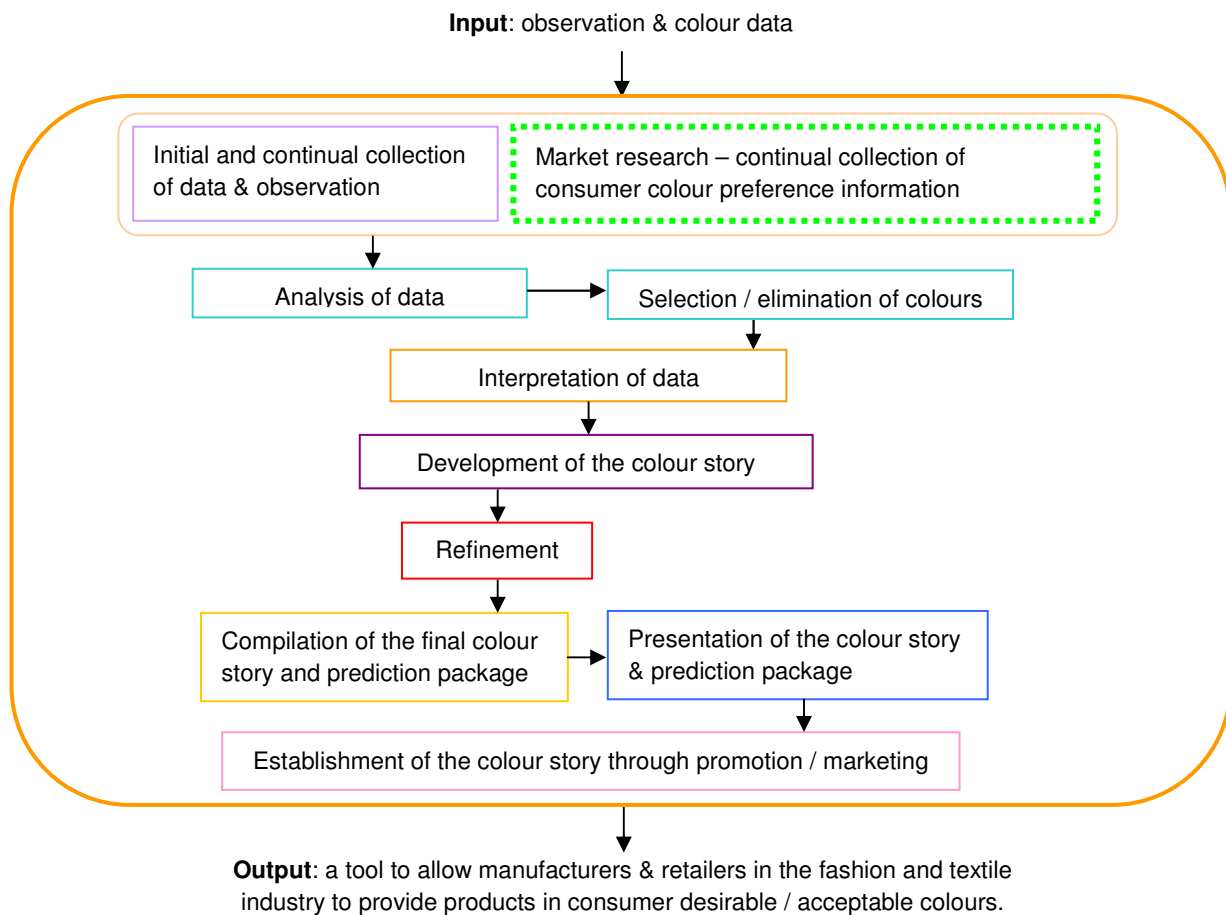 Input: observation & colour data
Initial and continual collection
of data & observation
Market research – continual collection of
consumer colour preference information
Analysis of data
Selection / elimination of colours
Interpretation of data
Development of the colour story
Refinement
Compilation of the final colour
story and prediction package
Presentation of the colour story
& prediction package
Establishment of the colour story through promotion / marketing
Output: a tool to allow manufacturers & retailers in the fashion and textile
industry to provide products in consumer desirable / acceptable colours.